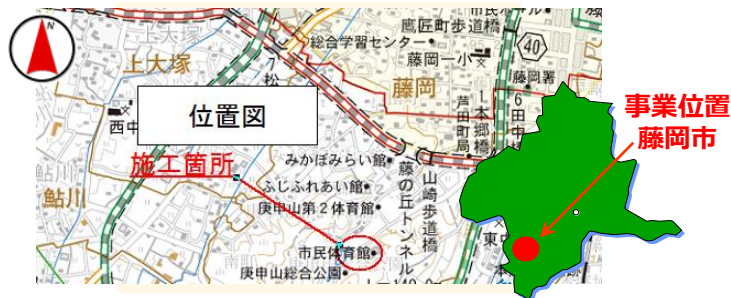 N
位置図
施工箇所
事業位置
藤岡市
上大塚
総合学習センター
鷹匠町歩道橋
藤岡一小
40
藤岡署
藤岡
芦田町局
本郷橋
西中
みかぼみらい館
ふじふれあい館
庚申山第2体育館
藤の丘トンネル
山崎歩道橋
鮎川
市民体育館
庚申山総合公園
東中